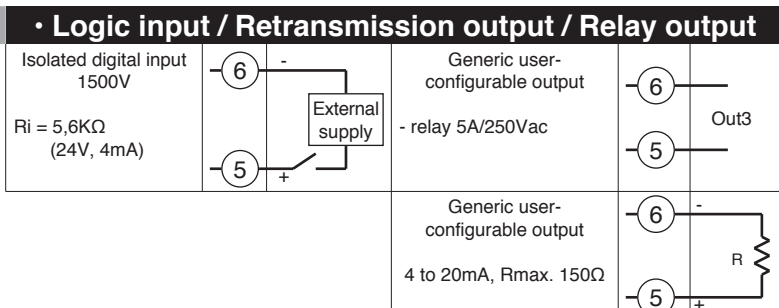 • Logic input / Retransmission output / Relay output
Isolated digital input
1500V
Ri = 5,6KΩ
(24V, 4mA)
6
-
External
supply
5
+
Generic user-
configurable output
- relay 5A/250Vac
6
Out3
5
Generic user-
configurable output
4 to 20mA, Rmax. 150Ω
6
-
R
5
+